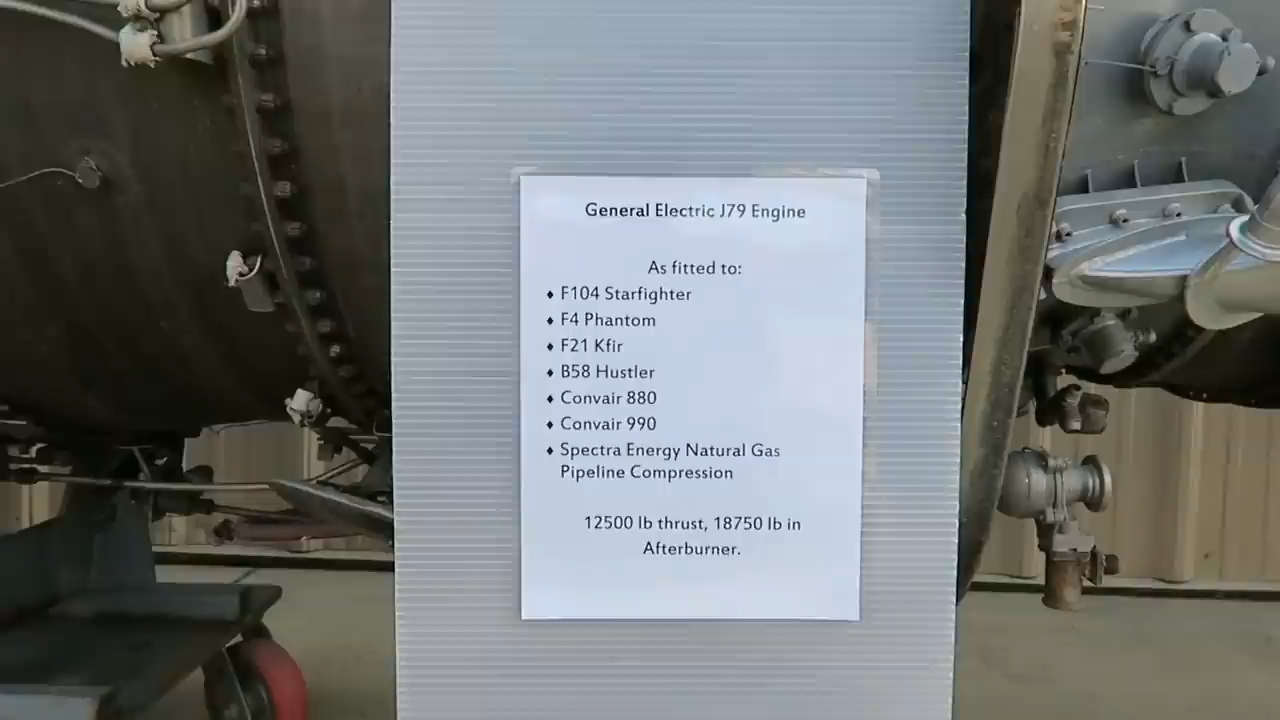 General Electric J79 Engine
As fitted to:
♦ F104 Starfighter
♦ F4 Phantom
♦ F21 Kfir
♦ B58 Hustler
♦ Convair 880
♦ Convair 990
♦ Spectra Energy Natural Gas
Pipeline Compression
12500 lb thrust, 18750 lb in
Afterburner.